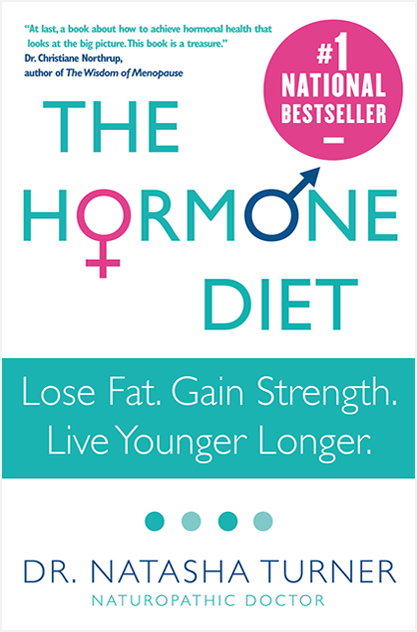 "At last, a book about how to achieve hormonal health that
looks at the big picture. This book is a treasure."
Dr. Christiane Northrup,
author of The Wisdom of Menopause
#1
NATIONAL
BESTSELLER
THE
HORMONE
DIET
Lose Fat. Gain Strength.
Live Younger Longer.
DR. NATASHA TURNER
NATUROPATHIC DOCTOR